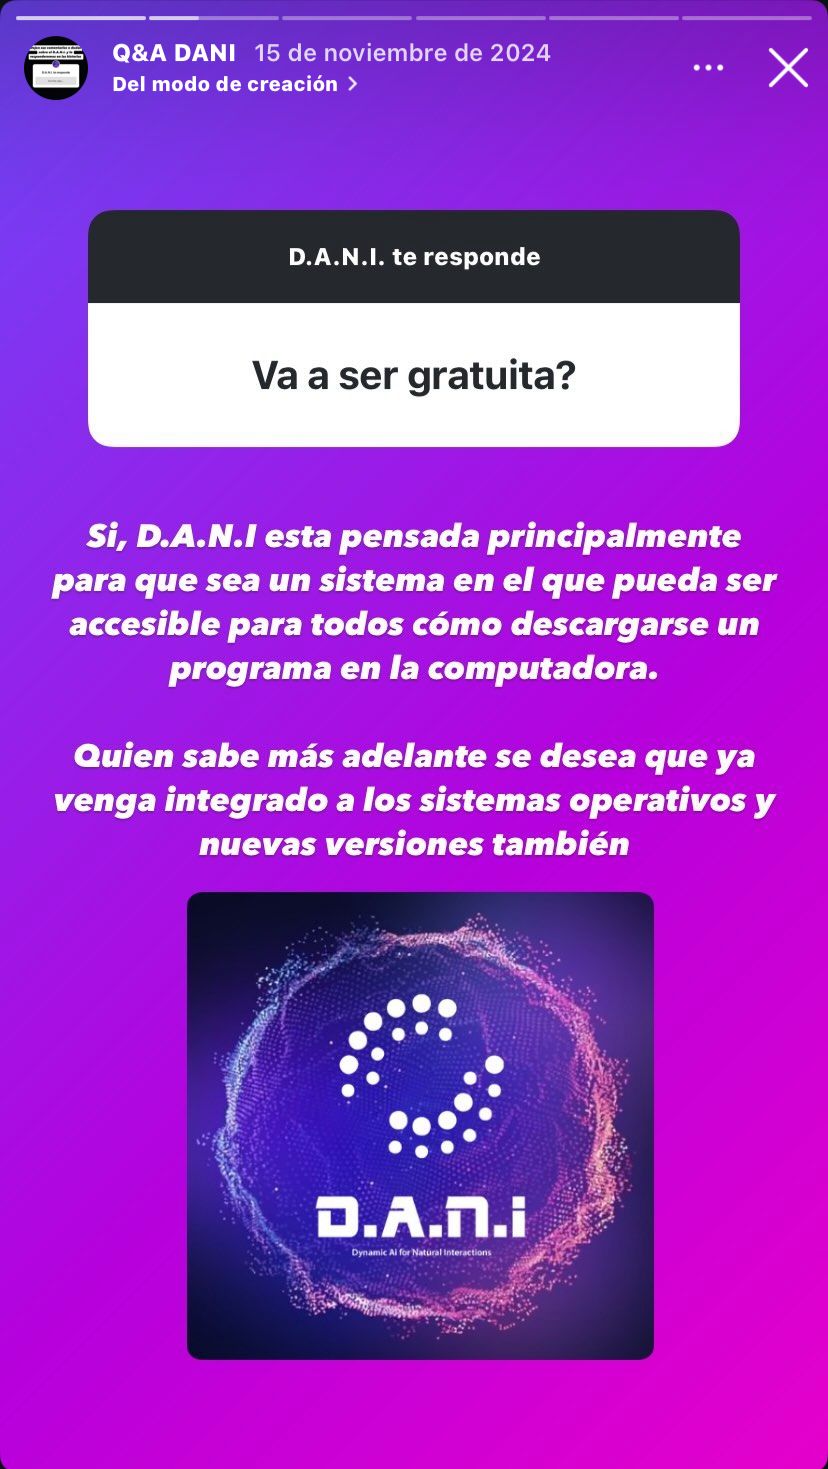 Q&A DANI 15 de noviembre de 2024
Del modo de creación
D.A.N.I. te responde
Va a ser gratuita?
Si, D.A.N.I esta pensada principalmente
para que sea un sistema en el que pueda ser
accesible para todos cómo descargarse un
programa en la computadora.
Quien sabe más adelante se desea que ya
venga integrado a los sistemas operativos y
nuevas versiones también
D.A.N.i
Dynamic AI for Natural Interactions